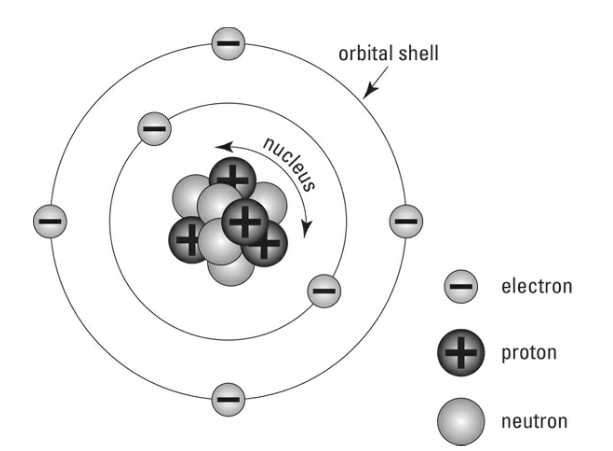 orbital shell
nucleus
electron
proton
neutron